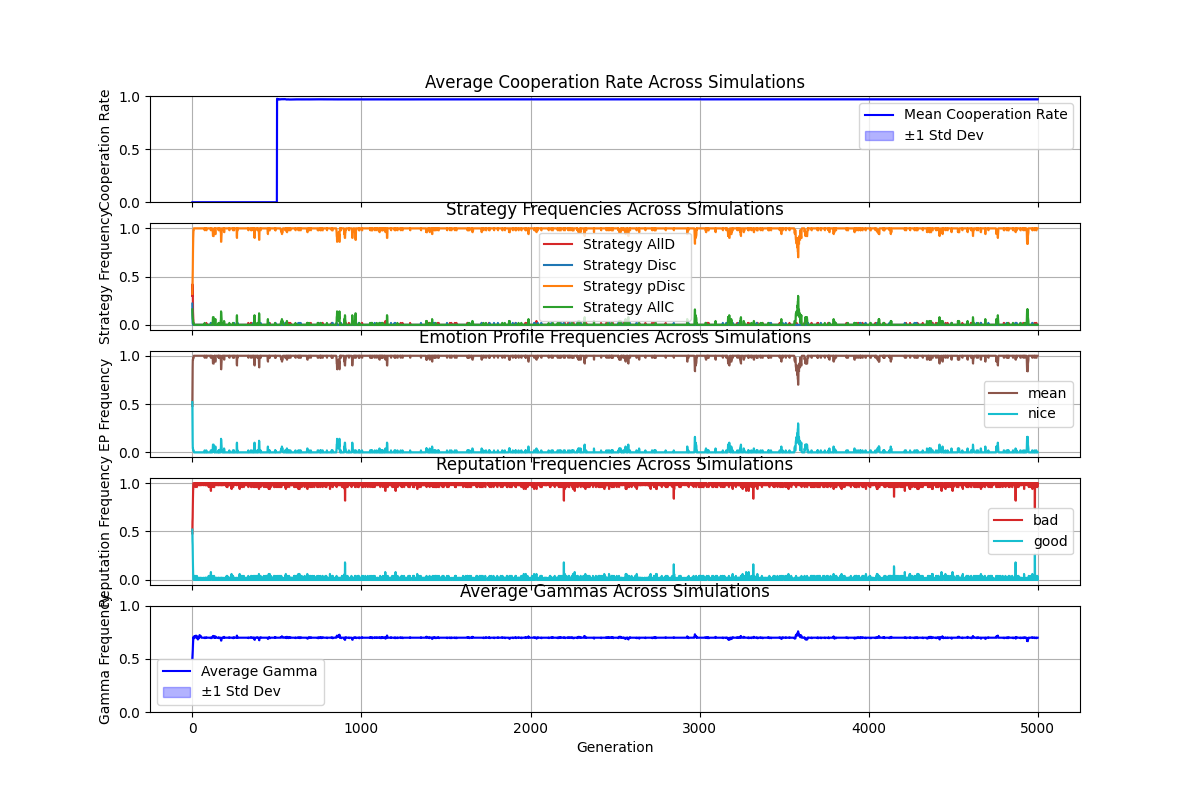 Average Cooperation Rate Across Simulations
Cooperation Rate
1.0
0.5
0.0
Mean Cooperation Rate
±1 Std Dev
Strategy Frequencies Across Simulations
Strategy Frequency
1.0
0.5
0.0
Strategy AllD
Strategy Disc
Strategy pDisc
Strategy AllC
Emotion Profile Frequencies Across Simulations
EP Frequency
1.0
0.5
0.0
mean
nice
Reputation Frequencies Across Simulations
Reputation Frequency
1.0
0.5
0.0
bad
good
Average Gammas Across Simulations
Gamma Frequency
1.0
0.5
0.0
Average Gamma
±1 Std Dev
0 1000 2000 3000 4000 5000
Generation